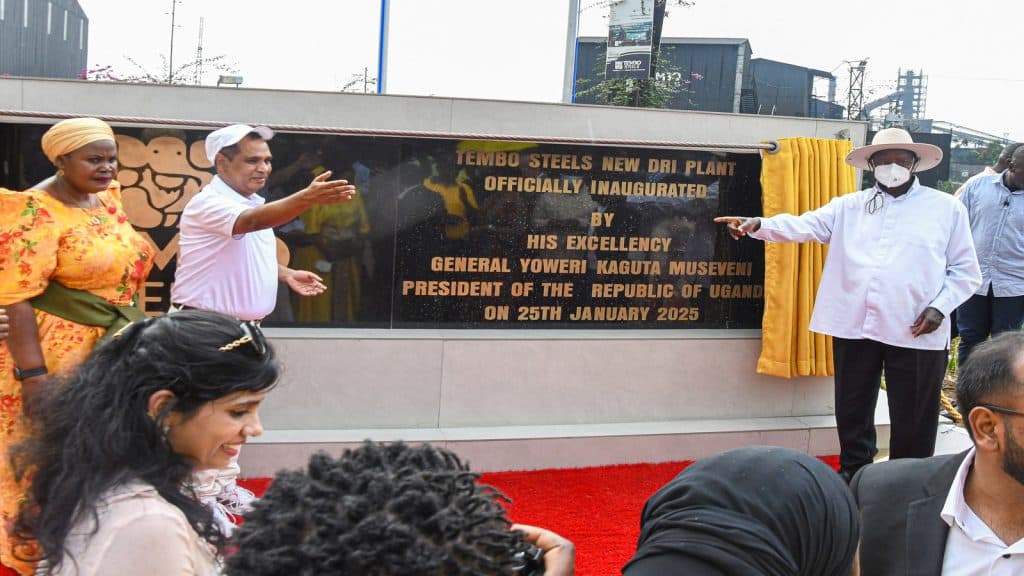 TEMBO
TEMBO STEELS NEW DRI PLANT
OFFICIALLY INAUGURATED
BY
HIS EXCELLENCY
GENERAL YOWERI KAGUTA MUSEVENI
PRESIDENT OF THE REPUBLIC OF UGAND
ON 25TH JANUARY 2025